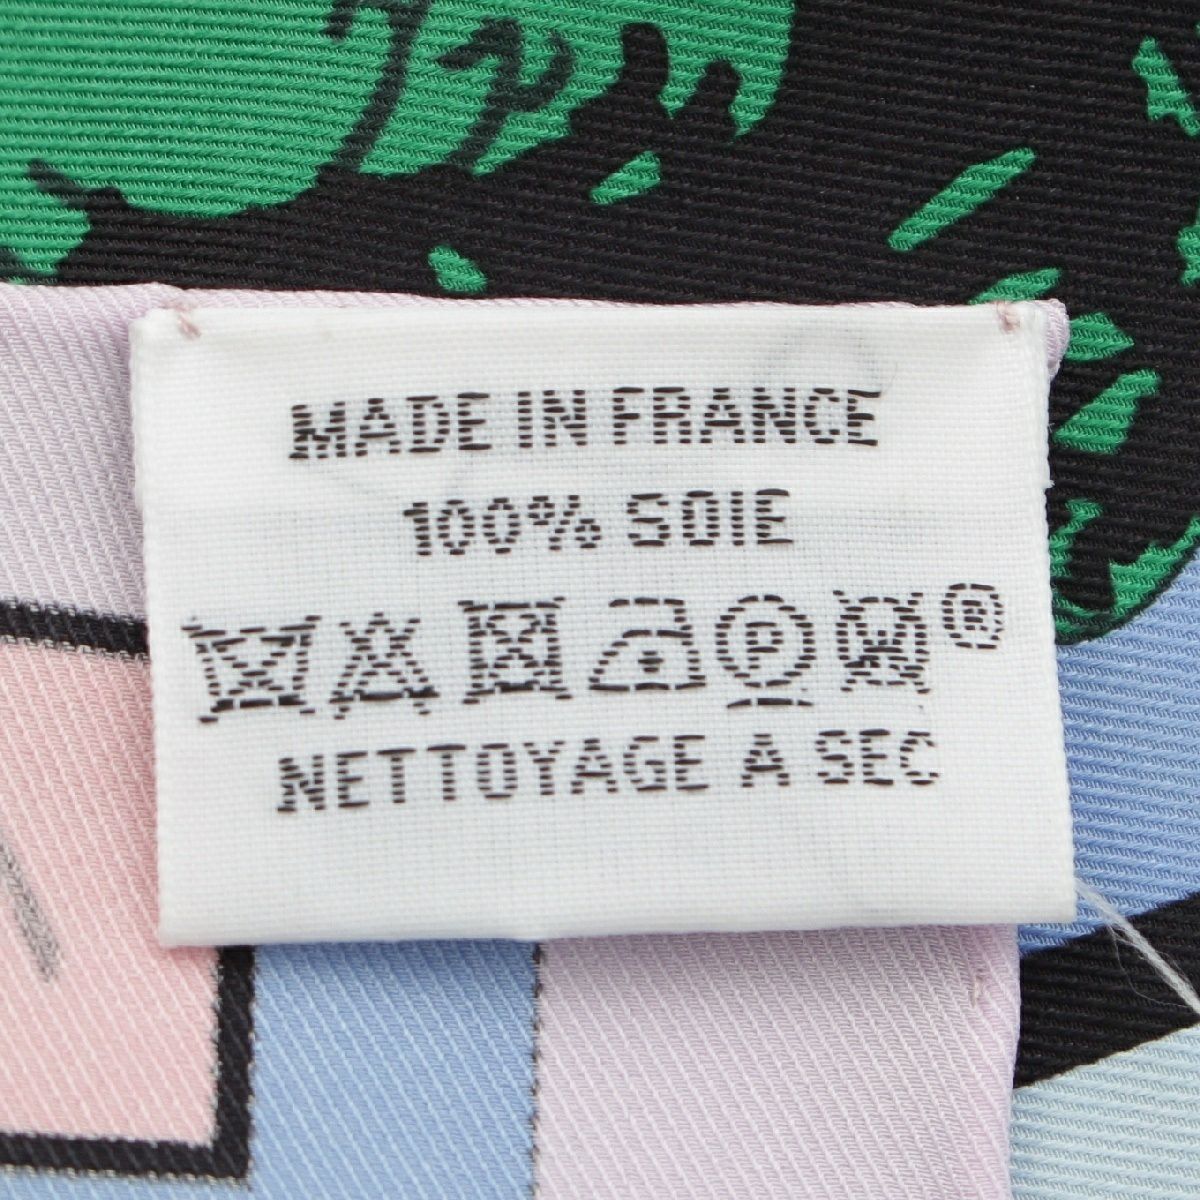 MADE IN FRANCE
100% SOIE
P W ®
NETTOYAGE A SEC